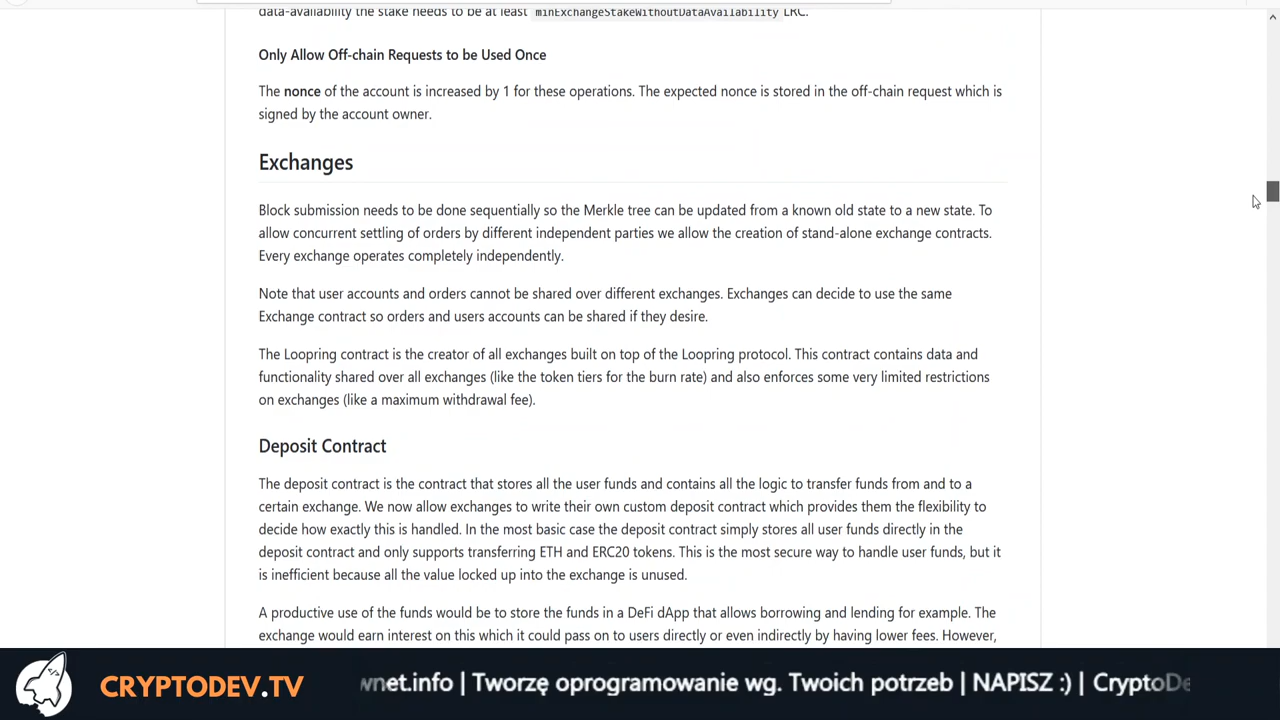 data-availability the stake needs to be at least minExchangeStakeWithoutDataAvailability LRC.
Only Allow Off-chain Requests to be Used Once
The nonce of the account is increased by 1 for these operations. The expected nonce is stored in the off-chain request which is
signed by the account owner.
Exchanges
Block submission needs to be done sequentially so the Merkle tree can be updated from a known old state to a new state. To
allow concurrent settling of orders by different independent parties we allow the creation of stand-alone exchange contracts.
Every exchange operates completely independently.
Note that user accounts and orders cannot be shared over different exchanges. Exchanges can decide to use the same
Exchange contract so orders and users accounts can be shared if they desire.
The Loopring contract is the creator of all exchanges built on top of the Loopring protocol. This contract contains data and
functionality shared over all exchanges (like the token tiers for the burn rate) and also enforces some very limited restrictions
on exchanges (like a maximum withdrawal fee).
Deposit Contract
The deposit contract is the contract that stores all the user funds and contains all the logic to transfer funds from and to a
certain exchange. We now allow exchanges to write their own custom deposit contract which provides them the flexibility to
decide how exactly this is handled. In the most basic case the deposit contract simply stores all user funds directly in the
deposit contract and only supports transferring ETH and ERC20 tokens. This is the most secure way to handle user funds, but it
is inefficient because all the value locked up into the exchange is unused.
A productive use of the funds would be to store the funds in a DeFi dApp that allows borrowing and lending for example. The
exchange would earn interest on this which it could pass on to users directly or even indirectly by having lower fees. However,
CRYPTODEV.TV
wnet.info | Tworzę oprogramowanie wg. Twoich potrzeb | NAPISZ :) | CryptoDe